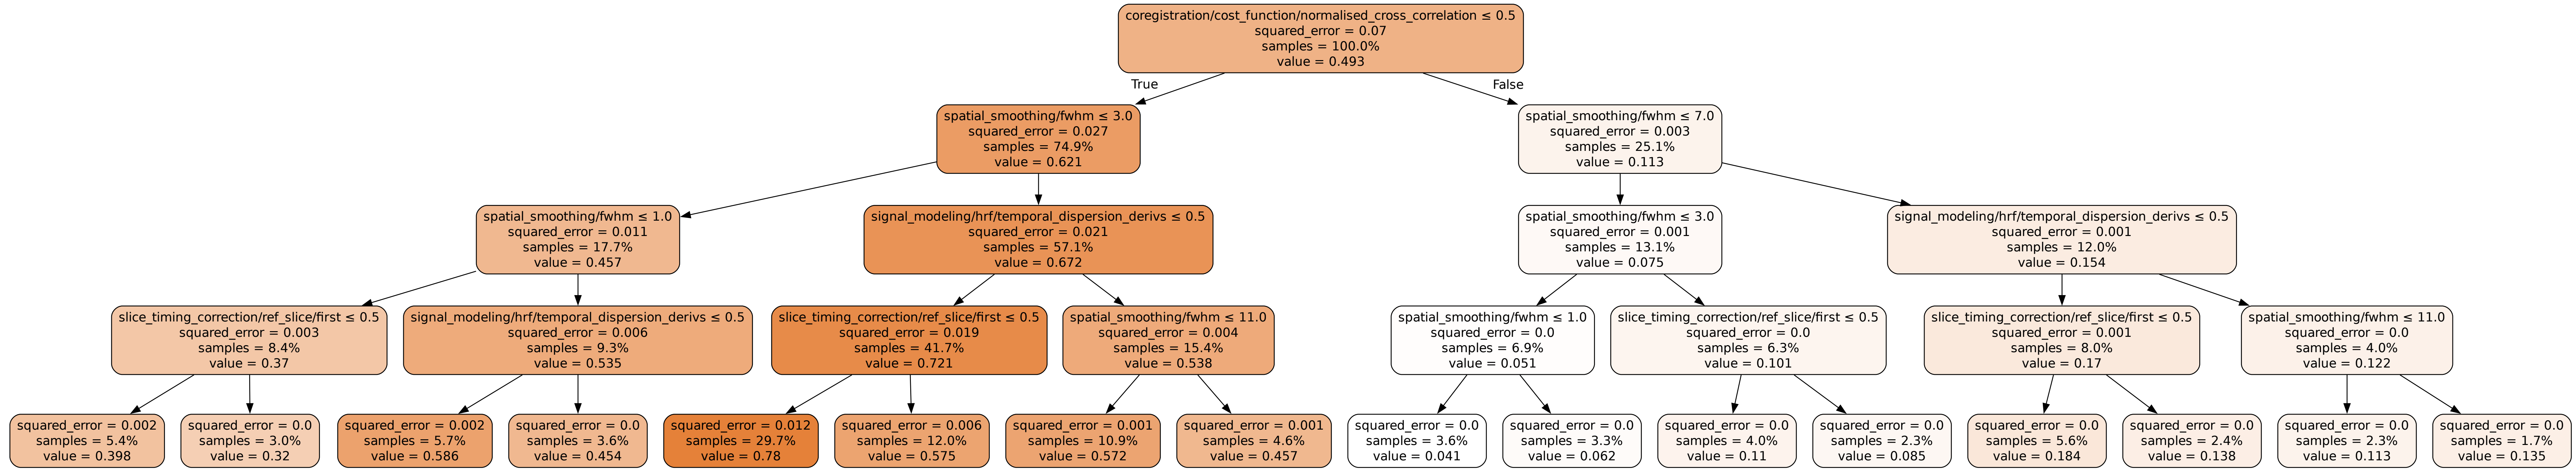 coregistration/cost_function/normalised_cross_correlation ≤ 0.5
squared_error = 0.07
samples = 100.0%
value = 0.493
True
False
spatial_smoothing/fwhm ≤ 3.0
squared_error = 0.027
samples = 74.9%
value = 0.621
spatial_smoothing/fwhm ≤ 7.0
squared_error = 0.003
samples = 25.1%
value = 0.113
spatial_smoothing/fwhm ≤ 1.0
squared_error = 0.011
samples = 17.7%
value = 0.457
signal_modeling/hrf/temporal_dispersion_derivs ≤ 0.5
squared_error = 0.021
samples = 57.1%
value = 0.672
spatial_smoothing/fwhm ≤ 3.0
squared_error = 0.001
samples = 13.1%
value = 0.075
signal_modeling/hrf/temporal_dispersion_derivs ≤ 0.5
squared_error = 0.001
samples = 12.0%
value = 0.154
slice_timing_correction/ref_slice/first ≤ 0.5
squared_error = 0.003
samples = 8.4%
value = 0.37
signal_modeling/hrf/temporal_dispersion_derivs ≤ 0.5
squared_error = 0.006
samples = 9.3%
value = 0.535
slice_timing_correction/ref_slice/first ≤ 0.5
squared_error = 0.019
samples = 41.7%
value = 0.721
spatial_smoothing/fwhm ≤ 11.0
squared_error = 0.004
samples = 15.4%
value = 0.538
spatial_smoothing/fwhm ≤ 1.0
squared_error = 0.0
samples = 6.9%
value = 0.051
slice_timing_correction/ref_slice/first ≤ 0.5
squared_error = 0.0
samples = 6.3%
value = 0.101
slice_timing_correction/ref_slice/first ≤ 0.5
squared_error = 0.001
samples = 8.0%
value = 0.17
spatial_smoothing/fwhm ≤ 11.0
squared_error = 0.0
samples = 4.0%
value = 0.122
squared_error = 0.002
samples = 5.4%
value = 0.398
squared_error = 0.0
samples = 3.0%
value = 0.32
squared_error = 0.002
samples = 5.7%
value = 0.586
squared_error = 0.0
samples = 3.6%
value = 0.454
squared_error = 0.012
samples = 29.7%
value = 0.78
squared_error = 0.006
samples = 12.0%
value = 0.575
squared_error = 0.001
samples = 10.9%
value = 0.572
squared_error = 0.001
samples = 4.6%
value = 0.457
squared_error = 0.0
samples = 3.6%
value = 0.041
squared_error = 0.0
samples = 3.3%
value = 0.062
squared_error = 0.0
samples = 4.0%
value = 0.11
squared_error = 0.0
samples = 2.3%
value = 0.085
squared_error = 0.0
samples = 5.6%
value = 0.184
squared_error = 0.0
samples = 2.4%
value = 0.138
squared_error = 0.0
samples = 2.3%
value = 0.113
squared_error = 0.0
samples = 1.7%
value = 0.135